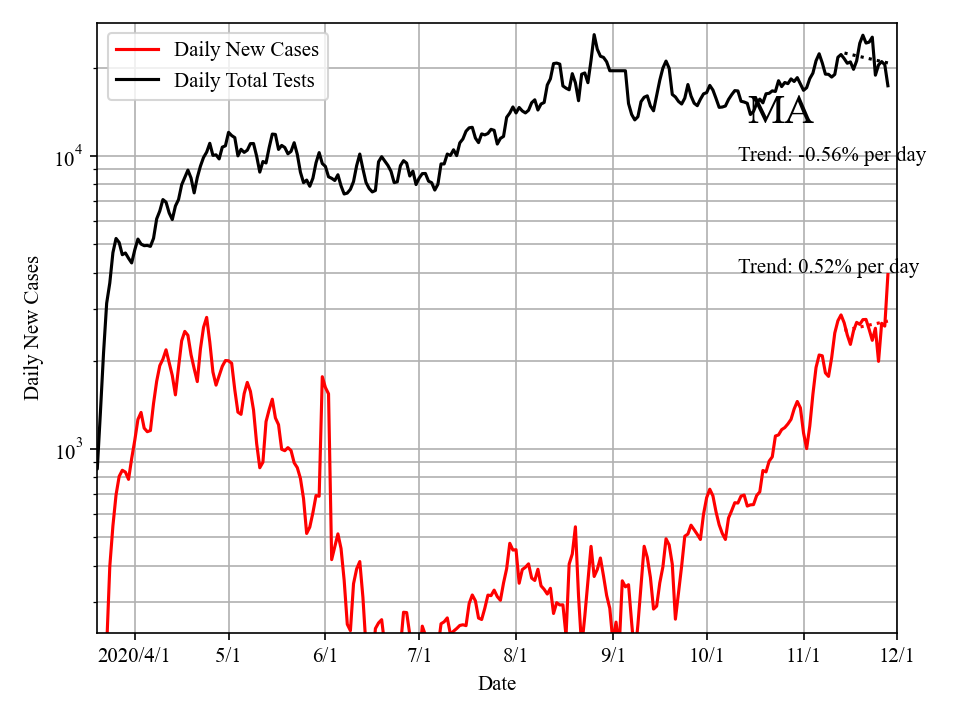 Daily New Cases
Daily Total Tests
MA
Trend: -0.56% per day
Trend: 0.52% per day
10^4
10^3
Daily New Cases
2020/4/1 5/1 6/1 7/1 8/1 9/1 10/1 11/1 12/1
Date